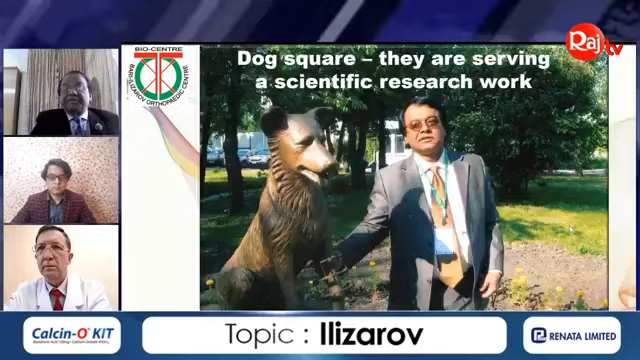 Raj
tv
BIO-CENTRE
BARI-ILIZAROV ORTHOPAEDIC CENTRE
Dog square – they are serving
a scientific research work
Calcin-O® KIT
Topic : Ilizarov
RENATA LIMITED